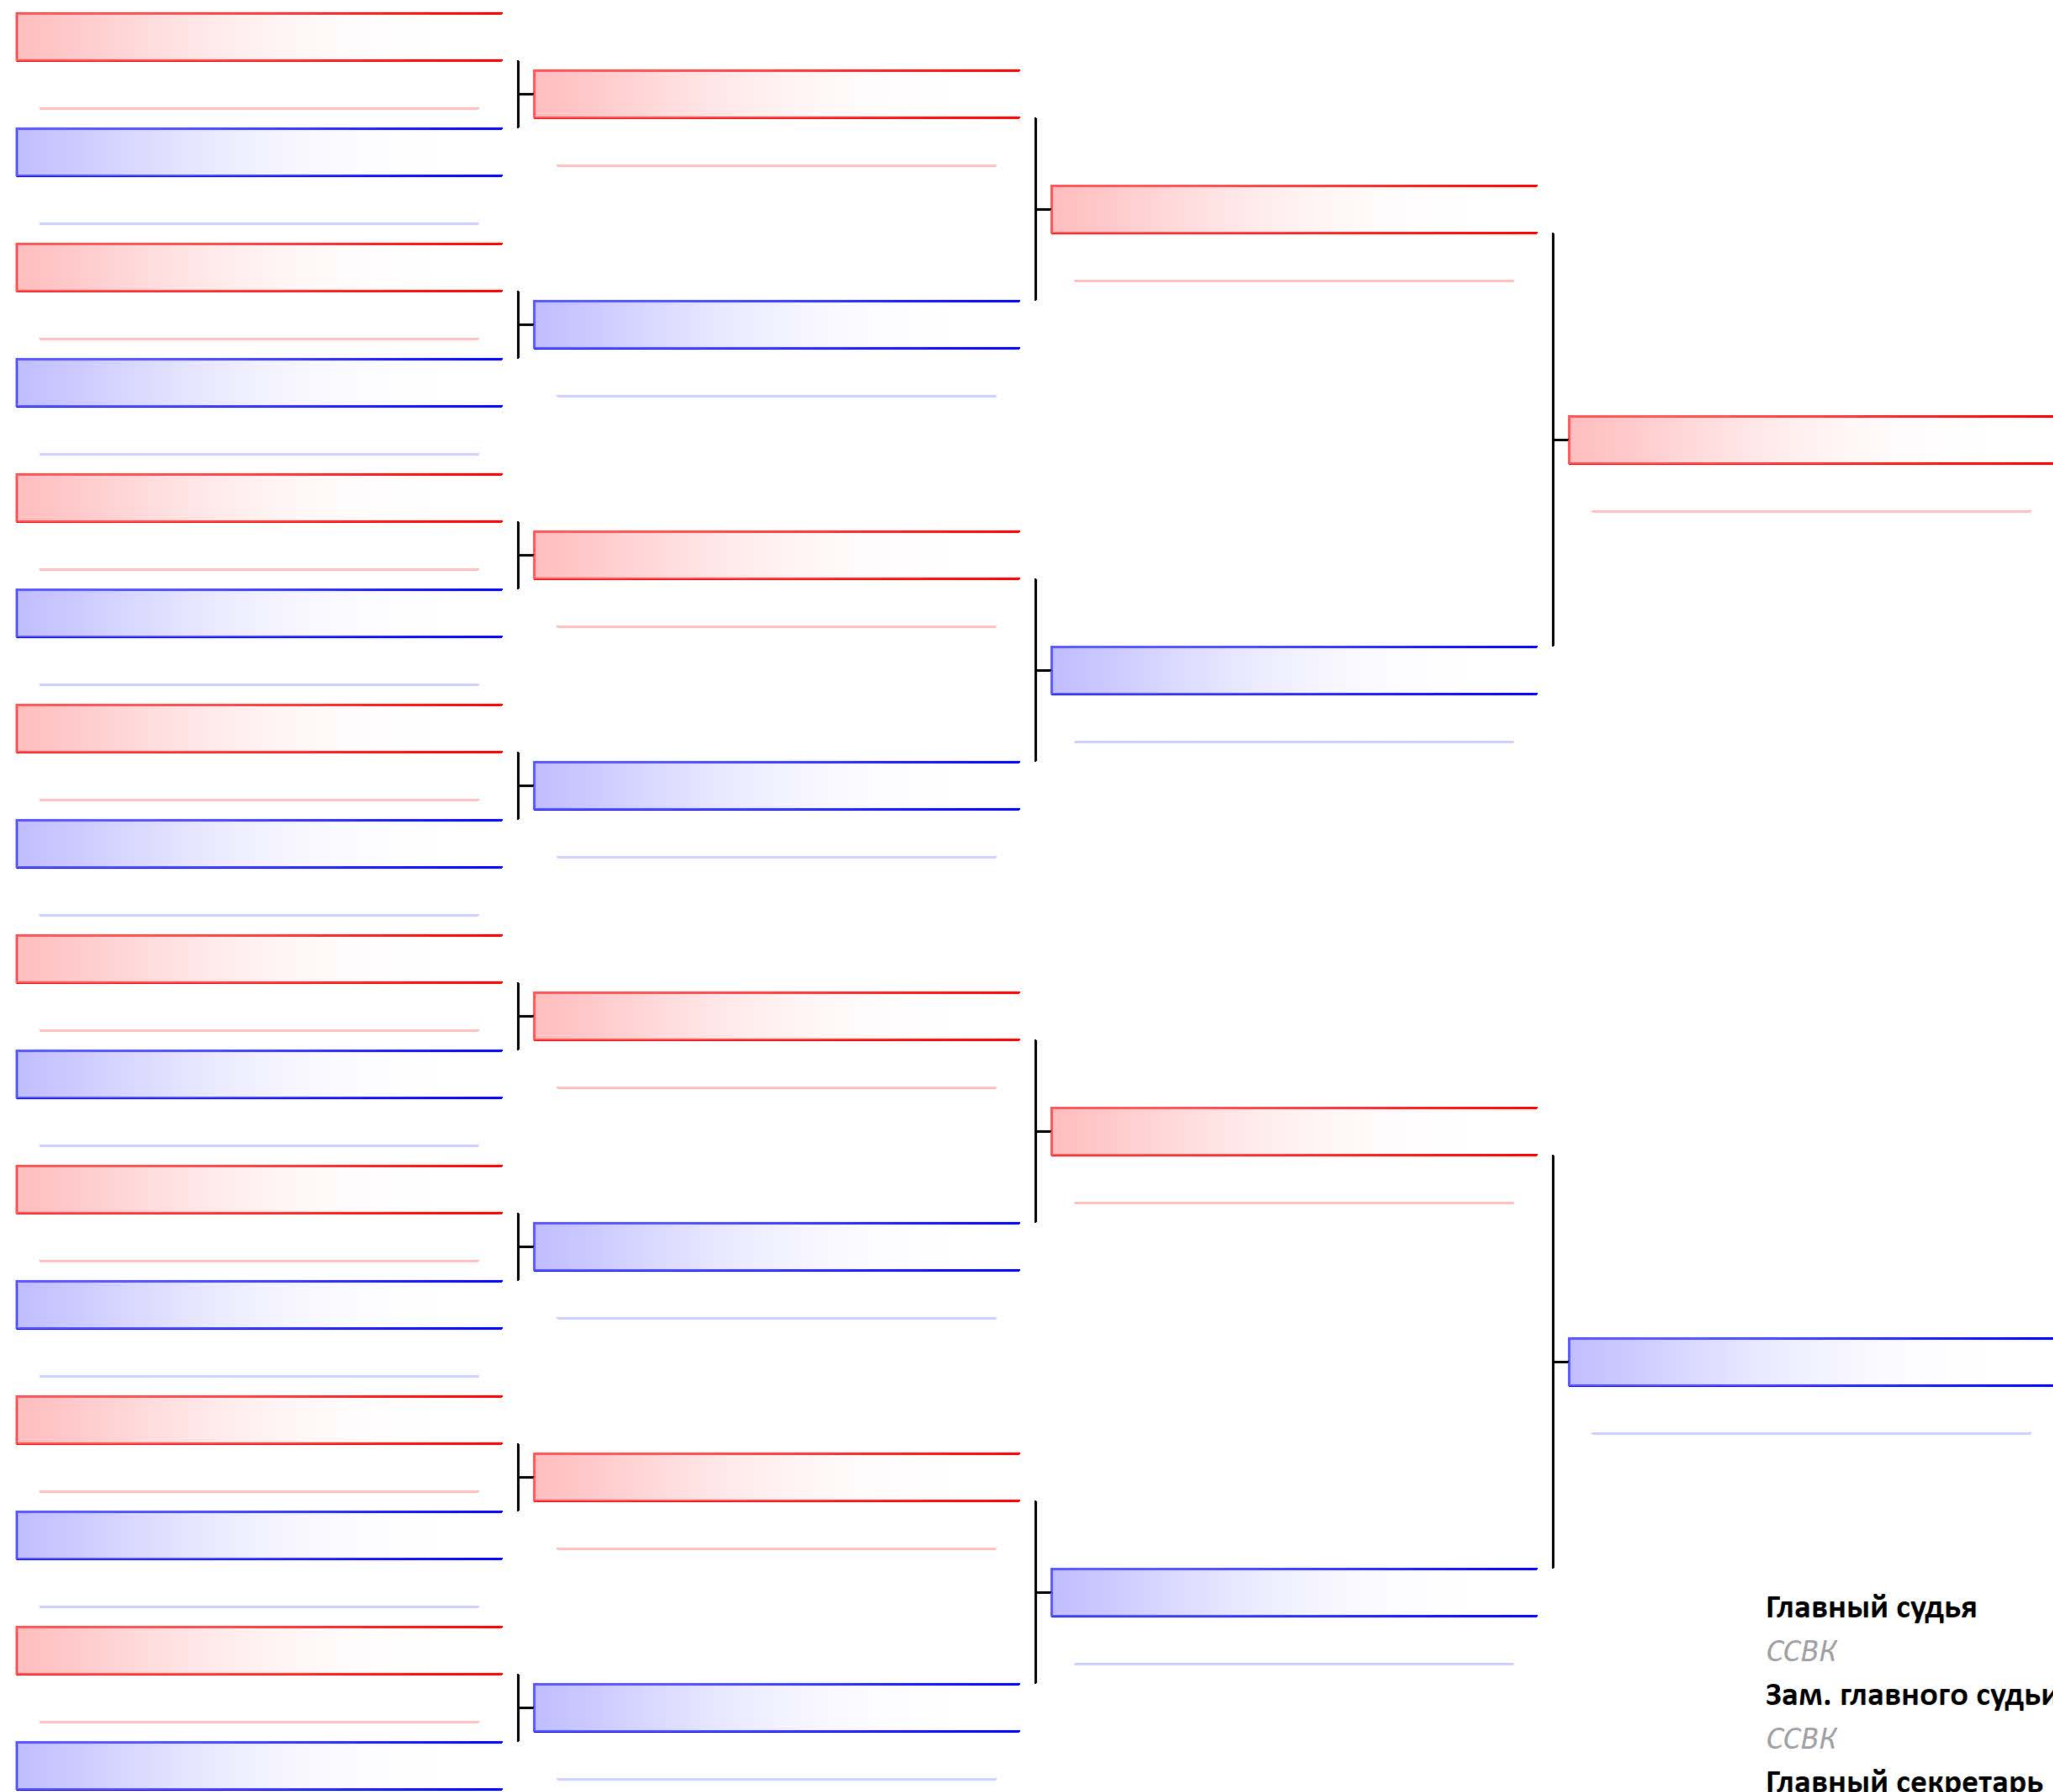 Главный судья
ССВК
Зам. главного судьи
ССВК
Главный секретарь